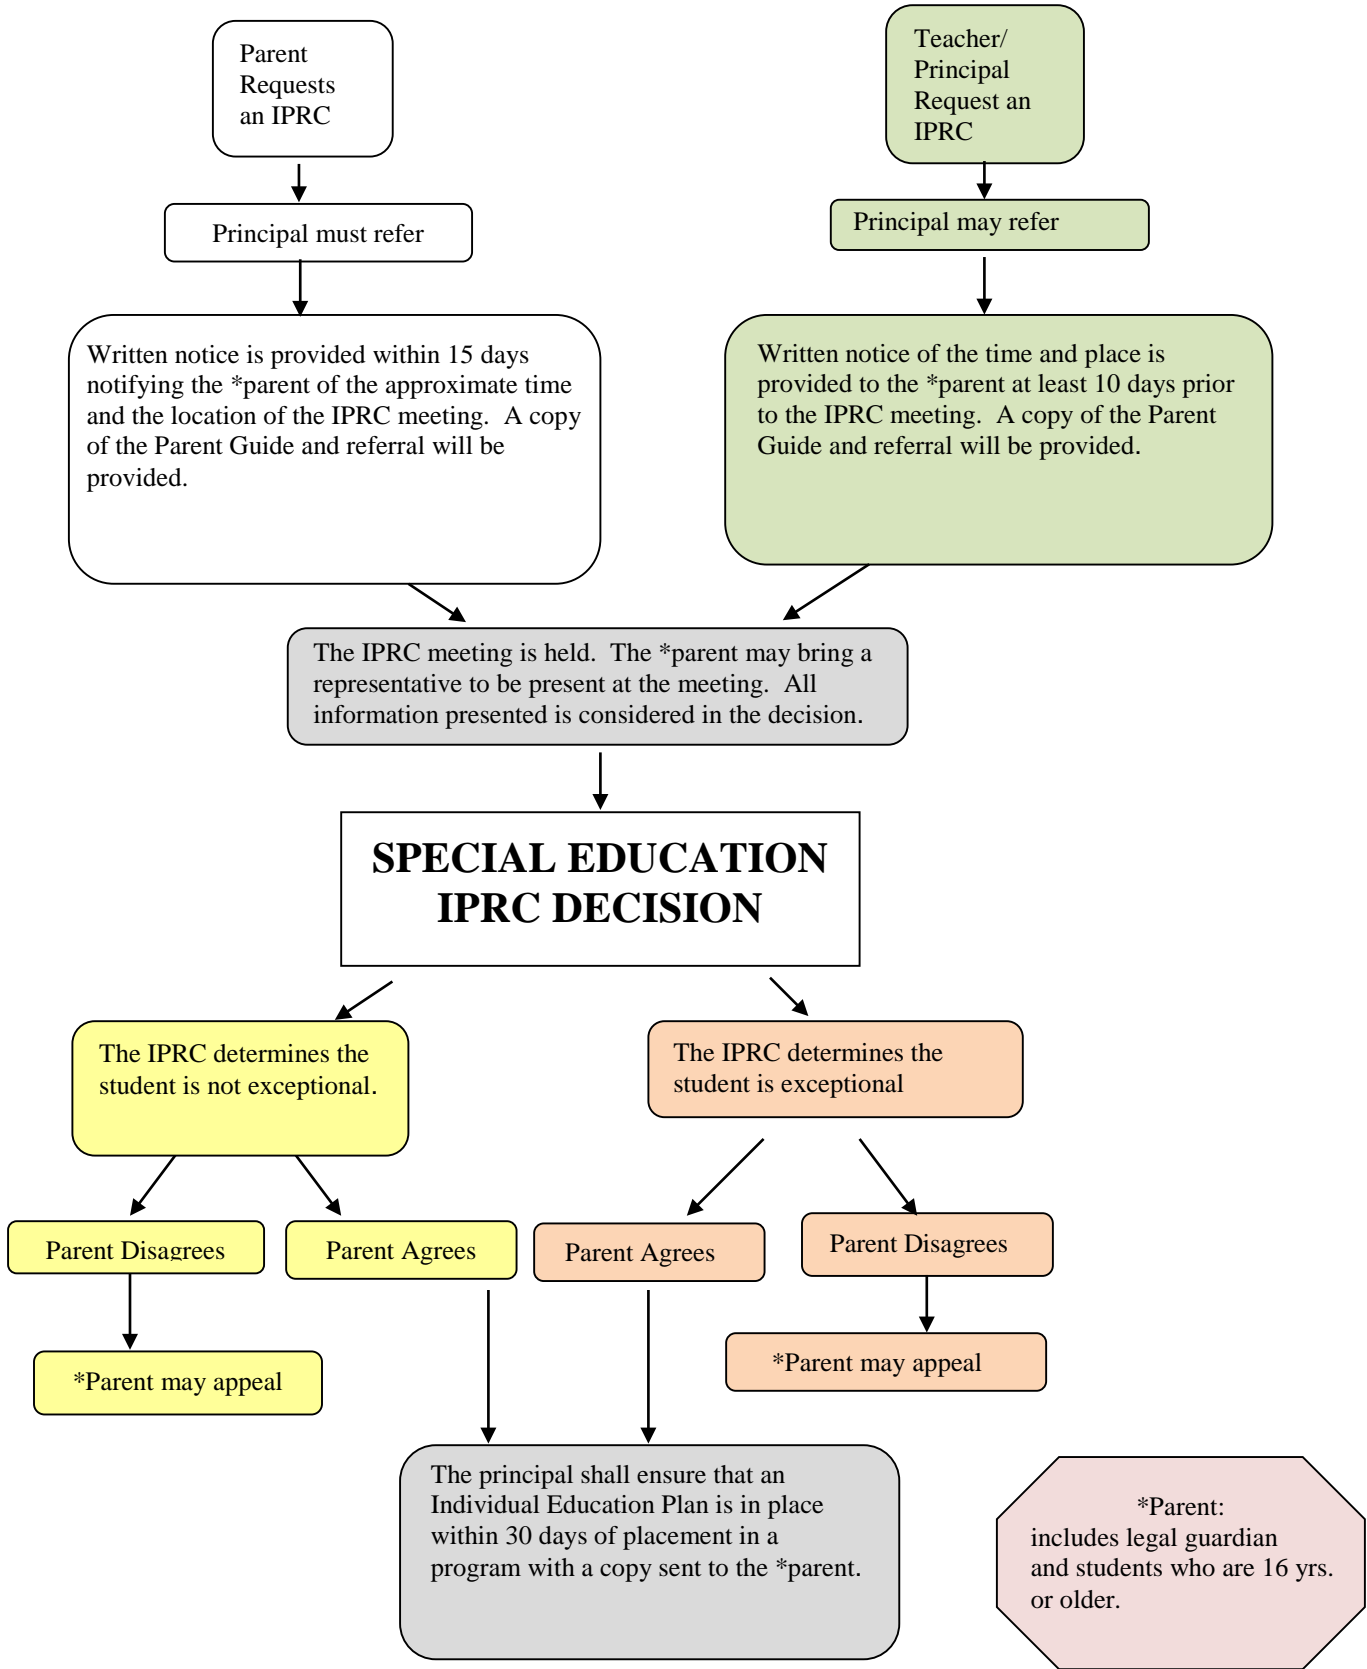 Parent
Requests
an IPRC
Teacher/
Principal
Request an
IPRC
Principal must refer
Principal may refer
Written notice is provided within 15 days
notifying the *parent of the approximate time
and the location of the IPRC meeting.  A copy
of the Parent Guide and referral will be
provided.
Written notice of the time and place is
provided to the *parent at least 10 days prior
to the IPRC meeting.  A copy of the Parent
Guide and referral will be provided.
The IPRC meeting is held.  The *parent may bring a
representative to be present at the meeting.  All
information presented is considered in the decision.
SPECIAL EDUCATION
IPRC DECISION
The IPRC determines the
student is not exceptional.
The IPRC determines the
student is exceptional
Parent Disagrees
Parent Agrees
Parent Agrees
Parent Disagrees
*Parent may appeal
*Parent may appeal
The principal shall ensure that an
Individual Education Plan is in place
within 30 days of placement in a
program with a copy sent to the *parent.
*Parent:
includes legal guardian
and students who are 16 yrs.
or older.